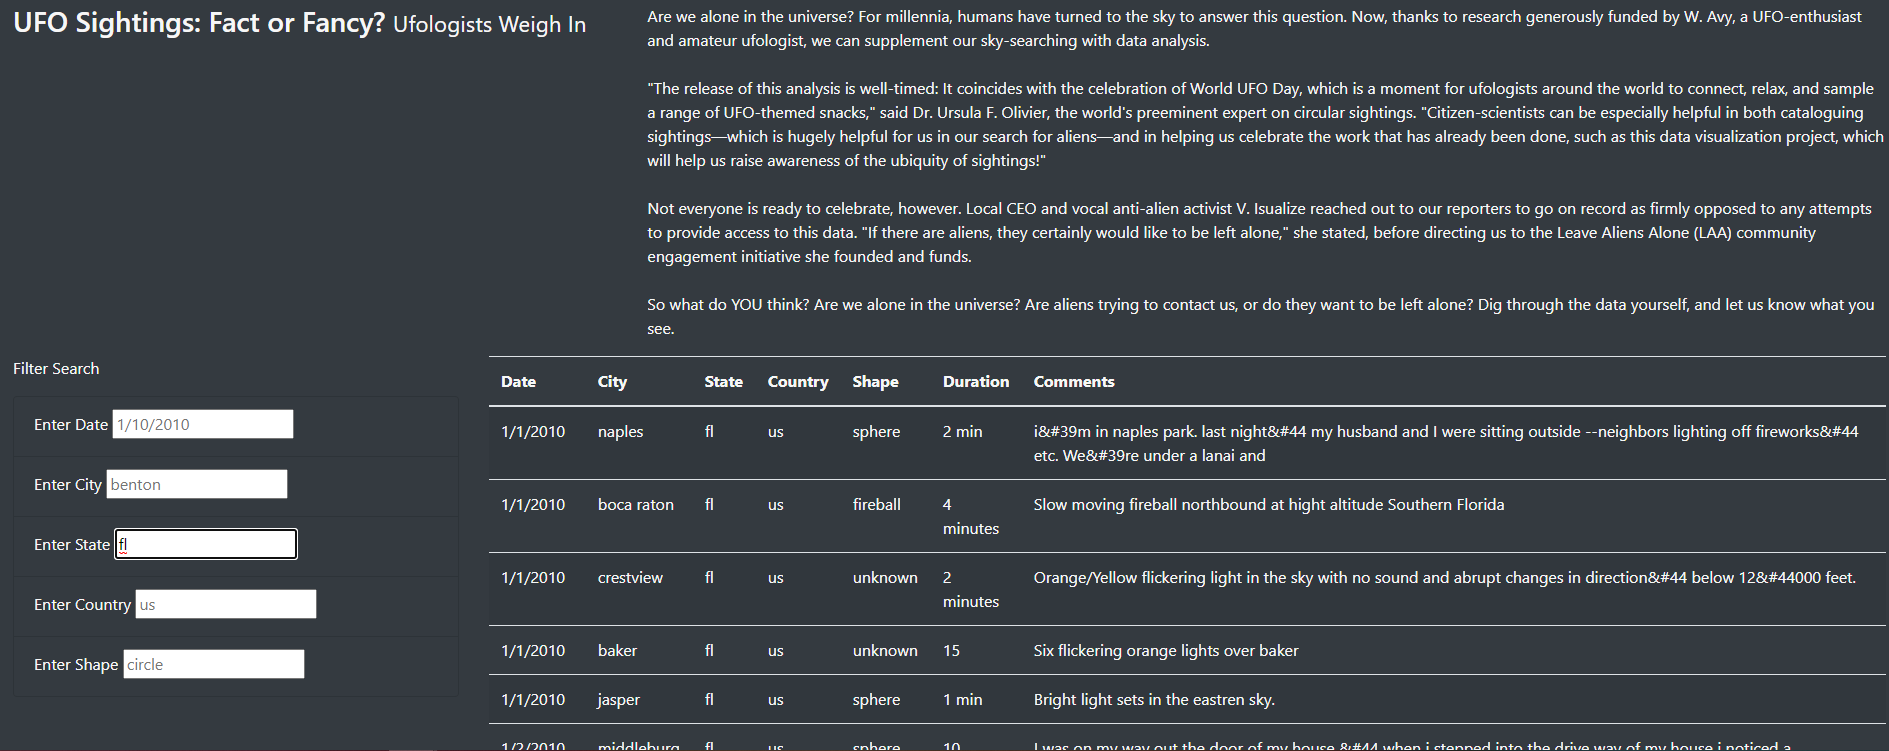 UFO Sightings: Fact or Fancy? Ufologists Weigh In
Are we alone in the universe? For millennia, humans have turned to the sky to answer this question. Now, thanks to research generously funded by W. Avy, a UFO-enthusiast
and amateur ufologist, we can supplement our sky-searching with data analysis.
"The release of this analysis is well-timed: It coincides with the celebration of World UFO Day, which is a moment for ufologists around the world to connect, relax, and sample
a range of UFO-themed snacks," said Dr. Ursula F. Olivier, the world's preeminent expert on circular sightings. "Citizen-scientists can be especially helpful in both cataloguing
sightings—which is hugely helpful for us in our search for aliens—and in helping us celebrate the work that has already been done, such as this data visualization project, which
will help us raise awareness of the ubiquity of sightings!"
Not everyone is ready to celebrate, however. Local CEO and vocal anti-alien activist V. Isualize reached out to our reporters to go on record as firmly opposed to any attempts
to provide access to this data. "If there are aliens, they certainly would like to be left alone," she stated, before directing us to the Leave Aliens Alone (LAA) community
engagement initiative she founded and funds.
So what do YOU think? Are we alone in the universe? Are aliens trying to contact us, or do they want to be left alone? Dig through the data yourself, and let us know what you
see.
Filter Search
Enter Date 1/10/2010
Enter City benton
Enter State fl
Enter Country us
Enter Shape circle
Date City State Country Shape Duration Comments
1/1/2010 naples fl us sphere 2 min i&#39m in naples park. last night&#44 my husband and I were sitting outside --neighbors lighting off fireworks&#44
etc. We&#39re under a lanai and
1/1/2010 boca raton fl us fireball 4 Slow moving fireball northbound at hight altitude Southern Florida
minutes
1/1/2010 crestview fl us unknown 2 Orange/Yellow flickering light in the sky with no sound and abrupt changes in direction&#44 below 12&#44000 feet.
minutes
1/1/2010 baker fl us unknown 15 Six flickering orange lights over baker
1/1/2010 jasper fl us sphere 1 min Bright light sets in the eastren sky.
1/2/2010 middleburg fl us sphere 10 I was on my way out the door of my house &#44 when i stepped into the drive way of my house i noticed a